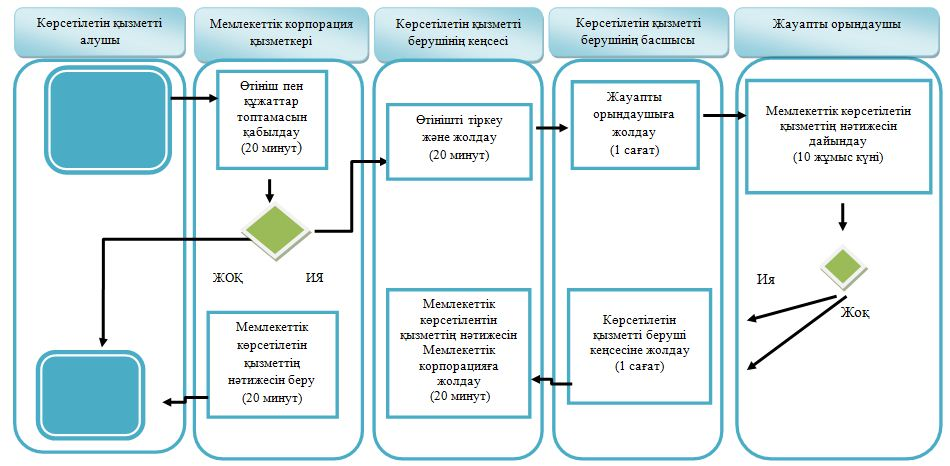 Көрсетілетін қызметті
алушы
Мемлекеттік корпорация
қызметкері
Көрсетілетін қызметті
берушінің кеңсесі
Көрсетілетін қызметті
берушінің басшысы
Жауапты орындаушы
Өтініш пен
құжаттар
топтамасын
қабылдау
(20 минут)
Өтінішті тіркеу
және жолдау
(20 минут)
Жауапты
орындаушыға
жолдау
(1 сағат)
Мемлекеттік көрсетілетін
қызметтің нәтижесін
дайындау
(10 жұмыс күні)
ЖОҚ
ИЯ
Ия
Жоқ
Мемлекеттік
көрсетілетін
қызметтің
нәтижесін беру
(20 минут)
Мемлекеттік
көрсетілентін
қызметтің нәтижесін
Мемлекеттік
корпорацияға
жолдау
(20 минут)
Көрсетілетін
қызметті беруші
кеңсесіне жолдау
(1 сағат)